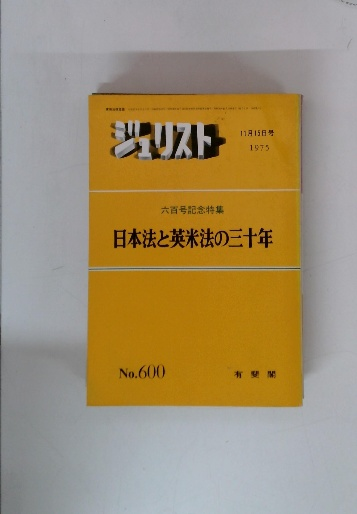 ジュリスト
11月15日号
1975
六百号記念特集
日本法と英米法の三十年
No.600
有斐閣